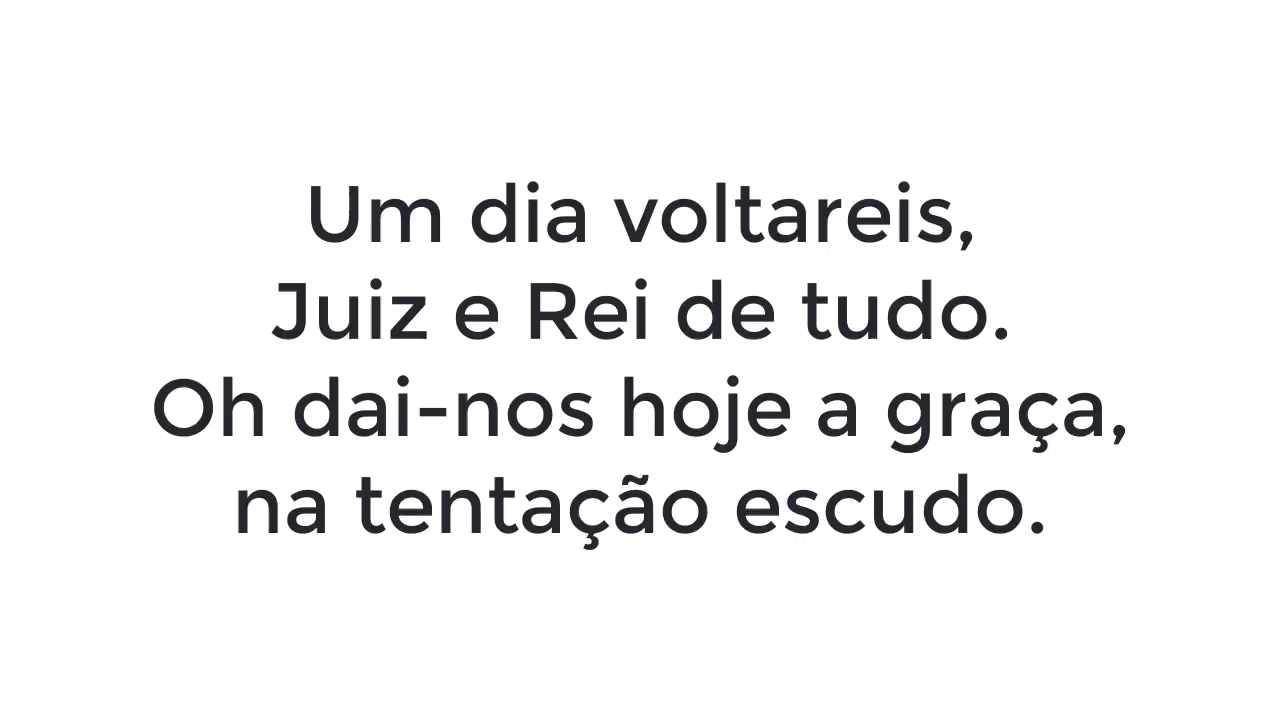 Um dia voltareis,
Juiz e Rei de tudo.
Oh dai-nos hoje a graça,
na tentação escudo.